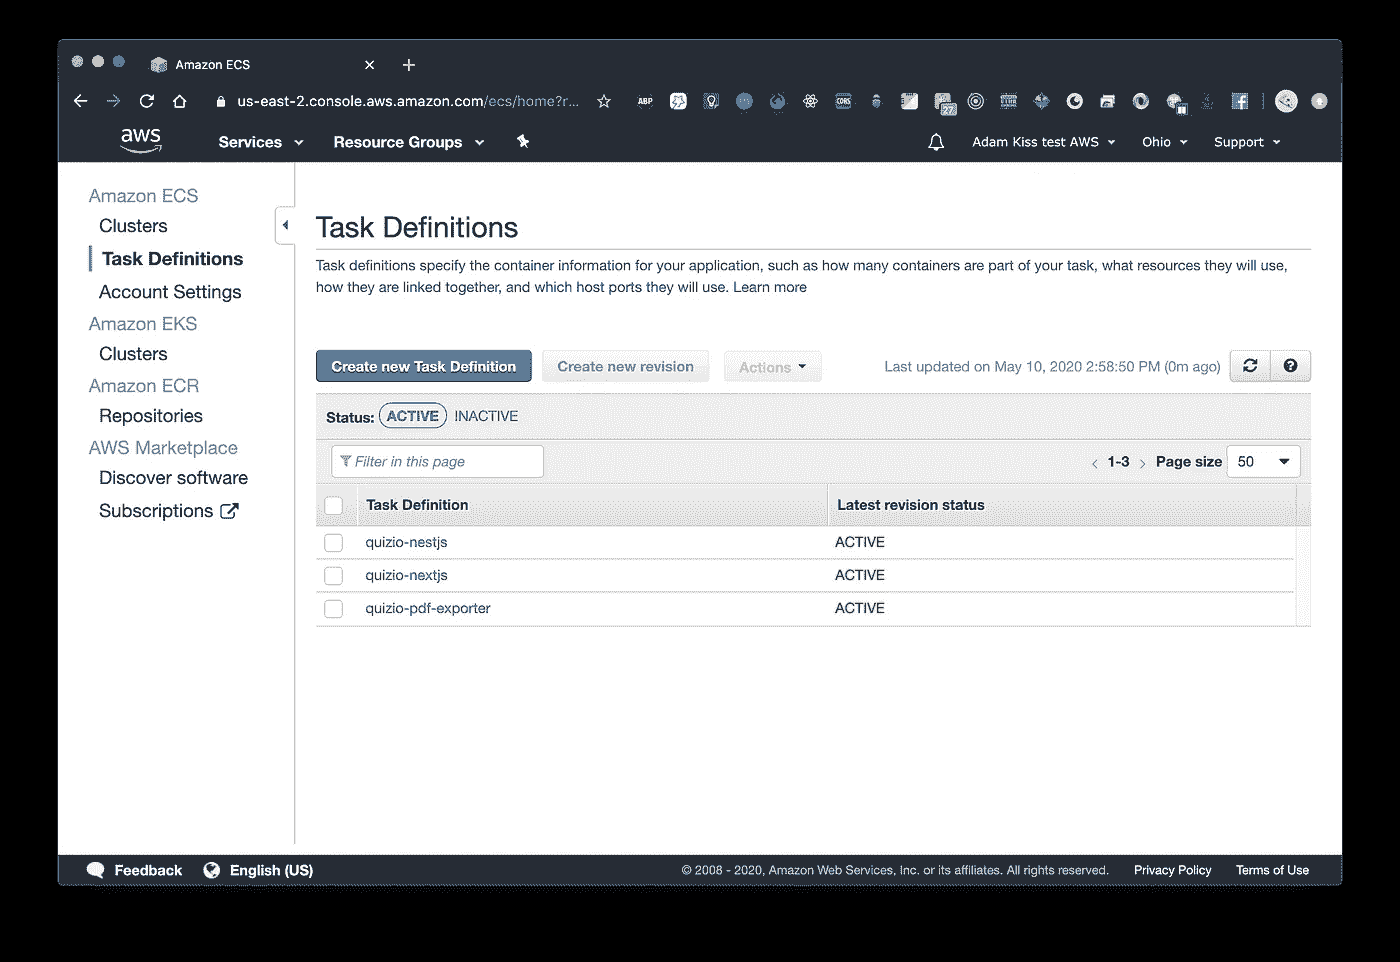 Amazon ECS
us-east-2.console.aws.amazon.com/ecs/home?r...
ABP
CORS
27
aws
Services
Resource Groups
Adam Kiss test AWS
Ohio
Support
Amazon ECS
Clusters
Task Definitions
Account Settings
Amazon EKS
Clusters
Amazon ECR
Repositories
AWS Marketplace
Discover software
Subscriptions
Task Definitions
Task definitions specify the container information for your application, such as how many containers are part of your task, what resources they will use,
how they are linked together, and which host ports they will use. Learn more
Create new Task Definition
Create new revision
Actions
Last updated on May 10, 2020 2:58:50 PM (0m ago)
Status: ACTIVE INACTIVE
Filter in this page
1-3
Page size 50
Task Definition Latest revision status
quizio-nestjs ACTIVE
quizio-nextjs ACTIVE
quizio-pdf-exporter ACTIVE
Feedback
English (US)
© 2008 - 2020, Amazon Web Services, Inc. or its affiliates. All rights reserved.
Privacy Policy
Terms of Use